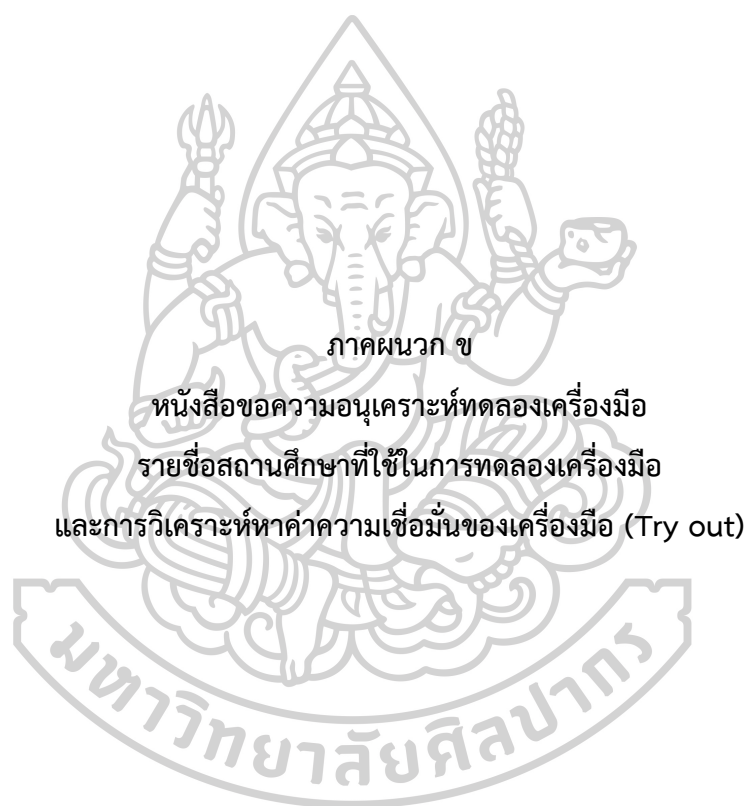 ภาคผนวก ข
หนังสือขอความอนุเคราะห์ทดลองเครื่องมือ
รายชื่อสถานศึกษาที่ใช้ในการทดลองเครื่องมือ
และการวิเคราะห์หาค่าความเชื่อมั่นของเครื่องมือ (Try out)
มหาวิทยาลัยศิลปากร